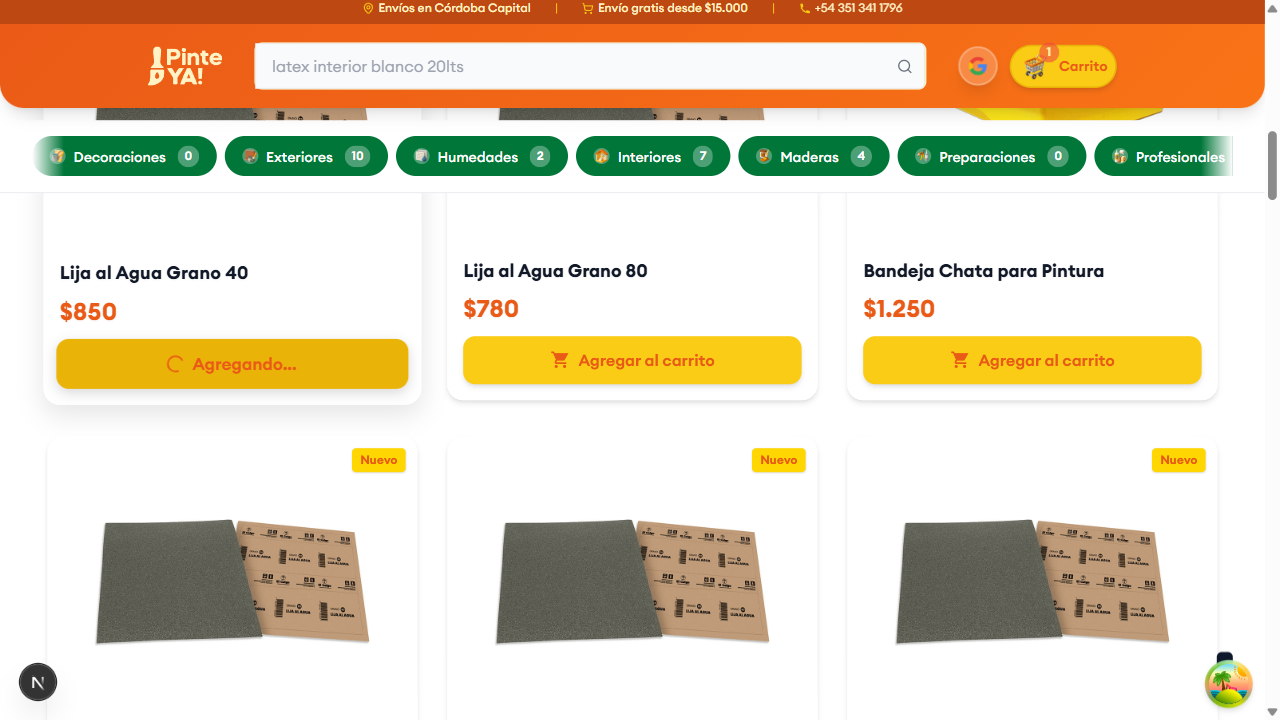 Envíos en Córdoba Capital | Envío gratis desde $15.000 | +54 351 341 1796
Pinte
YA!
latex interior blanco 20lts
1
Carrito
Decoraciones 0
Exteriores 10
Humedades 2
Interiores 7
Maderas 4
Preparaciones 0
Profesionales
Lija al Agua Grano 40
$850
Agregando...
Lija al Agua Grano 80
$780
Agregar al carrito
Bandeja Chata para Pintura
$1.250
Agregar al carrito
Nuevo
Nuevo
Nuevo
N